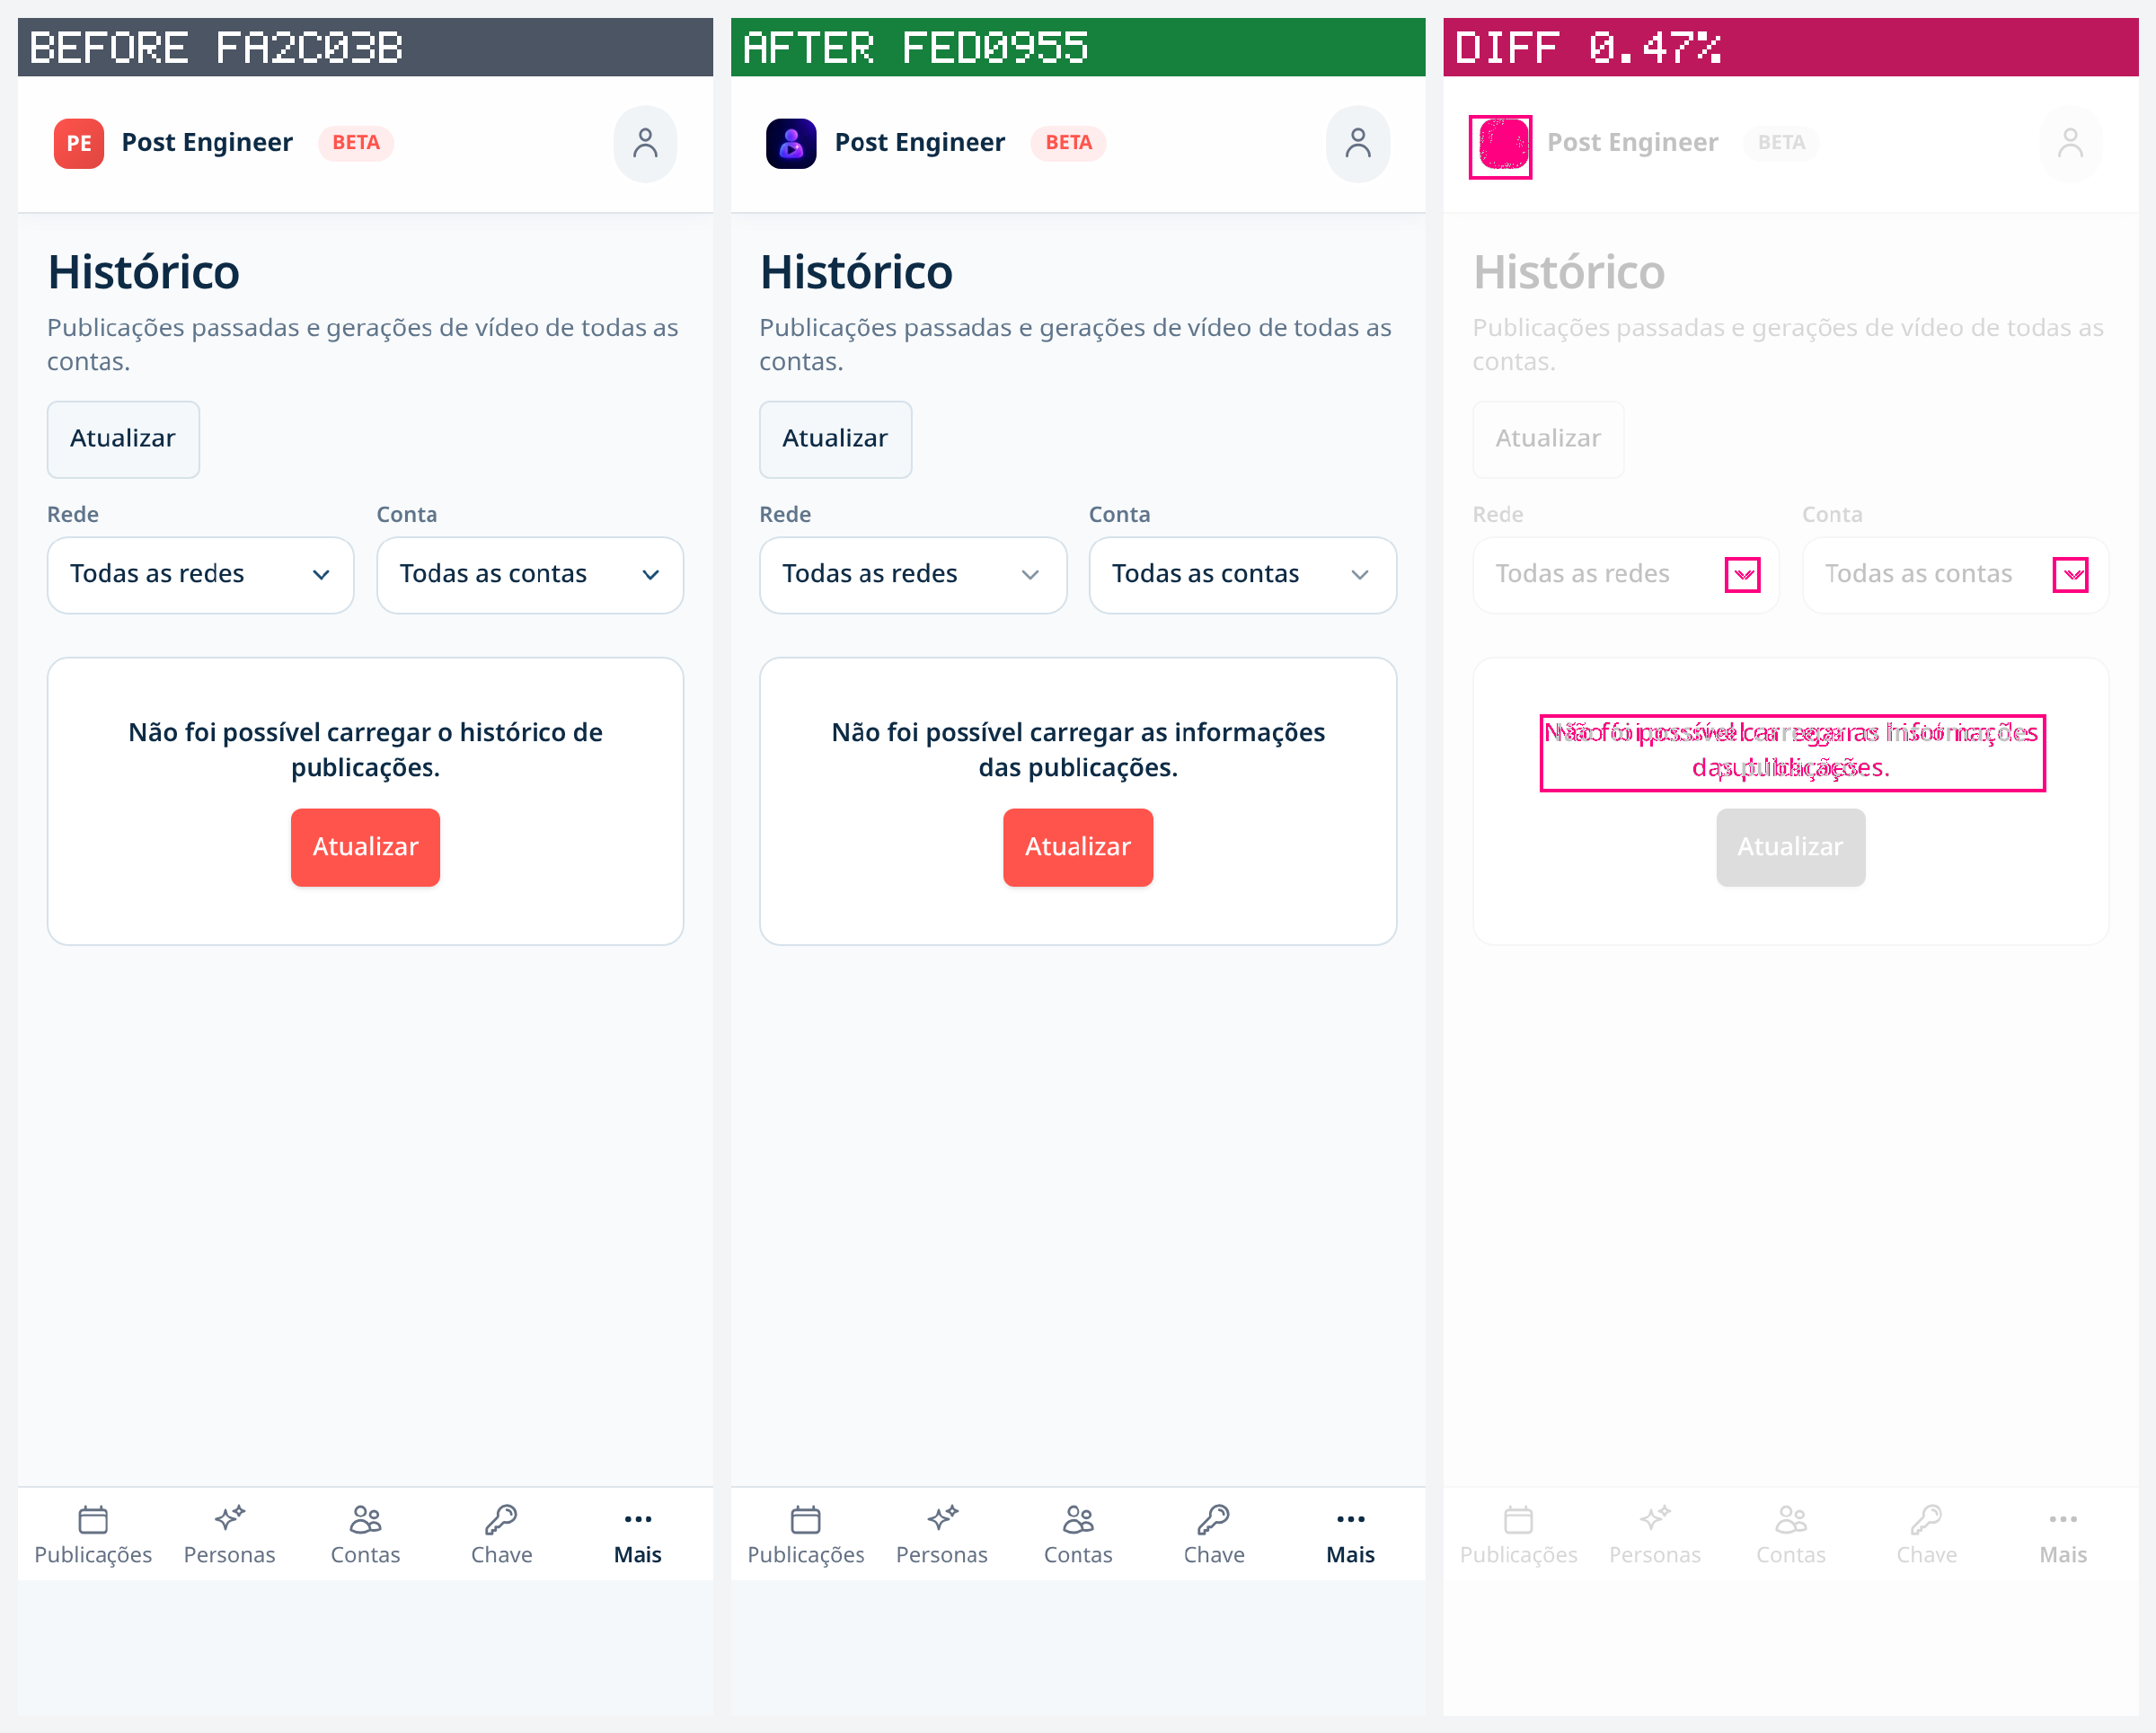 BEFORE FA2C03B
PE Post Engineer BETA
Histórico
Publicações passadas e gerações de vídeo de todas as
contas.
Atualizar
Rede Conta
Todas as redes Todas as contas
Não foi possível carregar o histórico de
publicações.
Atualizar
Publicações Personas Contas Chave Mais
AFTER FED0955
Post Engineer BETA
Histórico
Publicações passadas e gerações de vídeo de todas as
contas.
Atualizar
Rede Conta
Todas as redes Todas as contas
Não foi possível carregar as informações
das publicações.
Atualizar
Publicações Personas Contas Chave Mais
DIFF 0.47%
Post Engineer BETA
Histórico
Publicações passadas e gerações de vídeo de todas as
contas.
Atualizar
Rede Conta
Todas as redes Todas as contas
Atualizar
Publicações Personas Contas Chave Mais